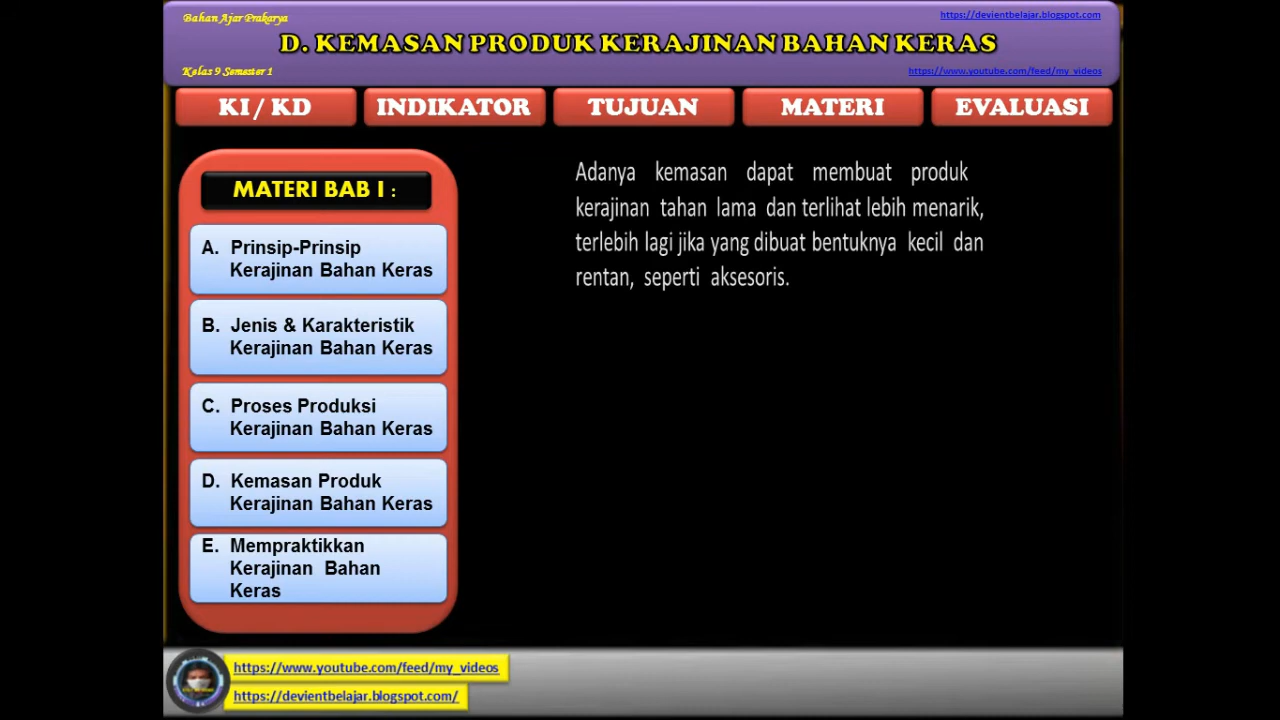 Bahan Ajar Prakarya
https://devientbelajar.blogspot.com
D. KEMASAN PRODUK KERAJINAN BAHAN KERAS
Kelas 9 Semester 1
https://www.youtube.com/feed/my_videos
KI / KD
INDIKATOR
TUJUAN
MATERI
EVALUASI
MATERI BAB I :
A. Prinsip-Prinsip
Kerajinan Bahan Keras
B. Jenis & Karakteristik
Kerajinan Bahan Keras
C. Proses Produksi
Kerajinan Bahan Keras
D. Kemasan Produk
Kerajinan Bahan Keras
E. Mempraktikkan
Kerajinan Bahan
Keras
Adanya kemasan dapat membuat produk
kerajinan tahan lama dan terlihat lebih menarik,
terlebih lagi jika yang dibuat bentuknya kecil dan
rentan, seperti aksesoris.
https://www.youtube.com/feed/my_videos
https://devientbelajar.blogspot.com/